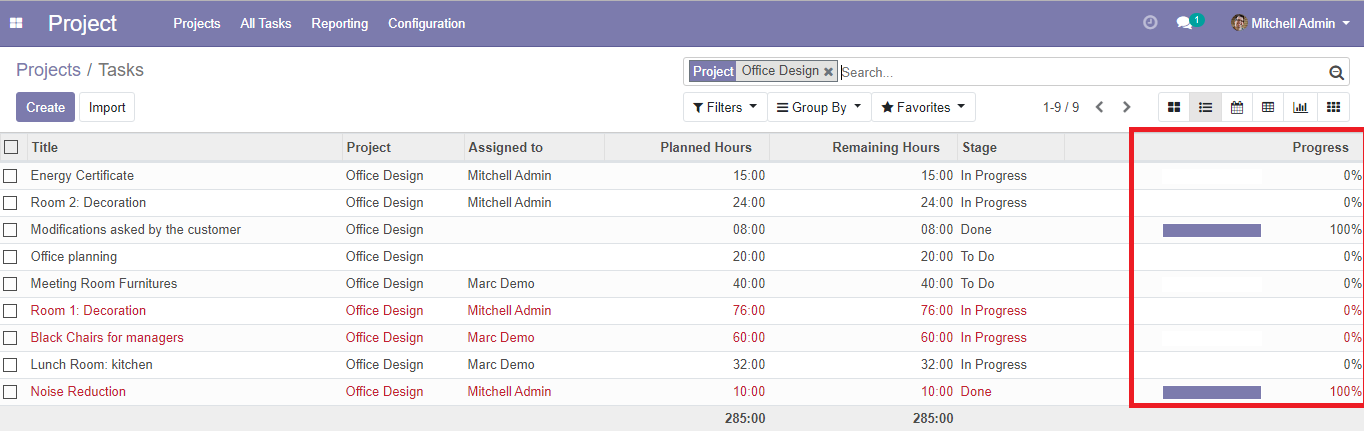 Project Projects All Tasks Reporting Configuration 1 Mitchell Admin
Projects / Tasks Project Office Design Search...
Create Import Filters Group By Favorites 1-9 / 9
Title Project Assigned to Planned Hours Remaining Hours Stage Progress
Energy Certificate Office Design Mitchell Admin 15:00 15:00 In Progress 0%
Room 2: Decoration Office Design Mitchell Admin 24:00 24:00 In Progress 0%
Modifications asked by the customer Office Design 08:00 08:00 Done 100%
Office planning Office Design 20:00 20:00 To Do 0%
Meeting Room Furnitures Office Design Marc Demo 40:00 40:00 To Do 0%
Room 1: Decoration Office Design Mitchell Admin 76:00 76:00 In Progress 0%
Black Chairs for managers Office Design Marc Demo 60:00 60:00 In Progress 0%
Lunch Room: kitchen Office Design Marc Demo 32:00 32:00 In Progress 0%
Noise Reduction Office Design Mitchell Admin 10:00 10:00 Done 100%
285:00 285:00